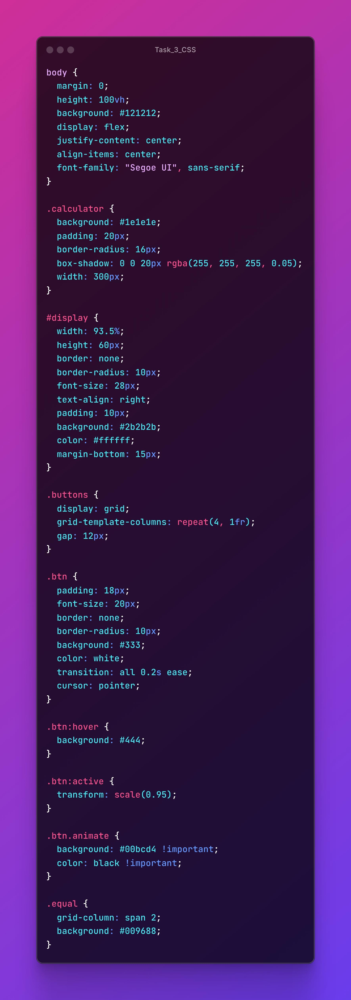 Task_3_CSS
body {
  margin: 0;
  height: 100vh;
  background: #121212;
  display: flex;
  justify-content: center;
  align-items: center;
  font-family: "Segoe UI", sans-serif;
}

.calculator {
  background: #1e1e1e;
  padding: 20px;
  border-radius: 16px;
  box-shadow: 0 0 20px rgba(255, 255, 255, 0.05);
  width: 300px;
}

#display {
  width: 93.5%;
  height: 60px;
  border: none;
  border-radius: 10px;
  font-size: 28px;
  text-align: right;
  padding: 10px;
  background: #2b2b2b;
  color: #ffffff;
  margin-bottom: 15px;
}

.buttons {
  display: grid;
  grid-template-columns: repeat(4, 1fr);
  gap: 12px;
}

.btn {
  padding: 18px;
  font-size: 20px;
  border: none;
  border-radius: 10px;
  background: #333;
  color: white;
  transition: all 0.2s ease;
  cursor: pointer;
}

.btn:hover {
  background: #444;
}

.btn:active {
  transform: scale(0.95);
}

.btn.animate {
  background: #00bcd4 !important;
  color: black !important;
}

.equal {
  grid-column: span 2;
  background: #009688;
}